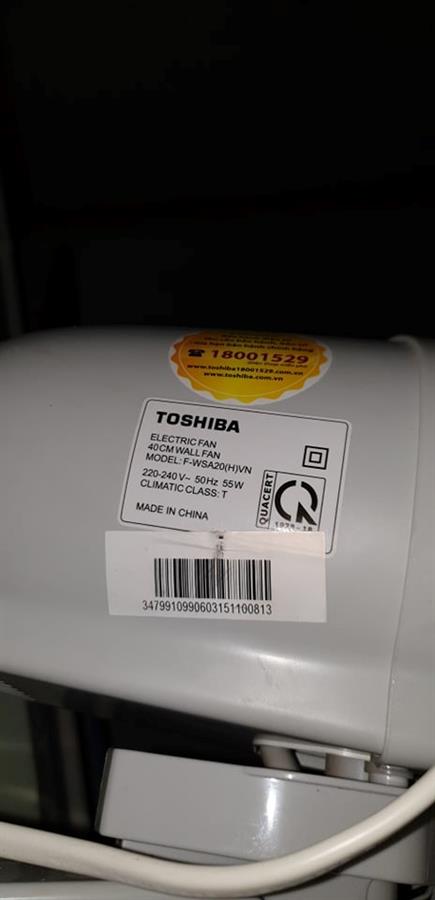 ☎ 18001529
www.toshiba18001529.com.vn
www.toshiba.com.vn
TOSHIBA
ELECTRIC FAN
40CM WALL FAN
MODEL: F-WSA20(H)VN
220-240 V~ 50Hz 55W
CLIMATIC CLASS: T
MADE IN CHINA
QUACERT
3479910990603151100813